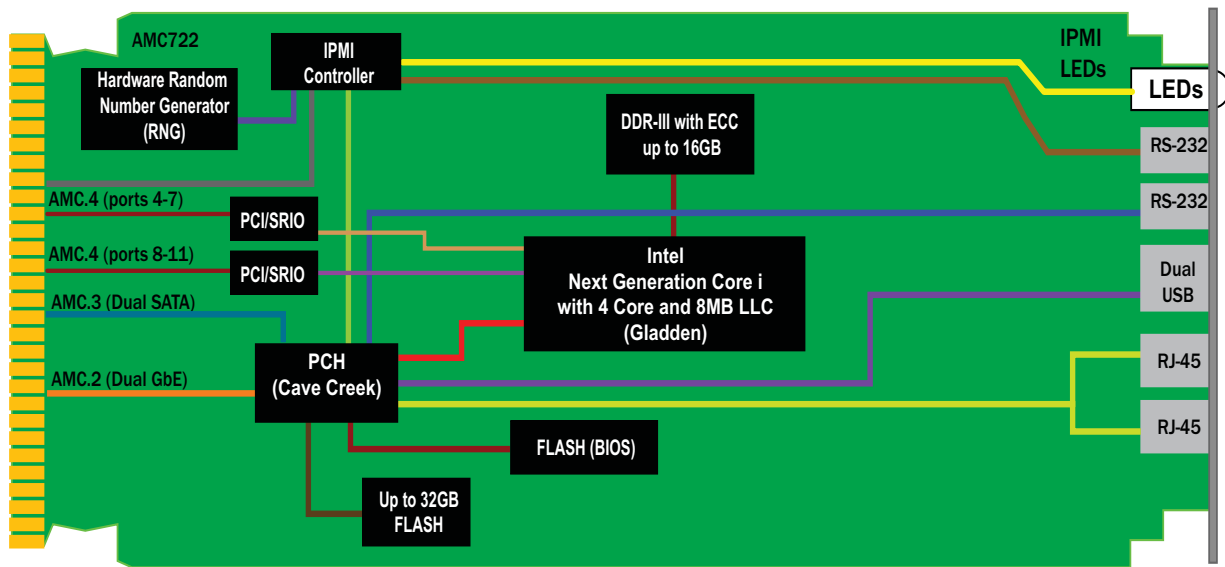 AMC722
IPMI
Controller
IPMI
LEDs
LEDs
Hardware Random
Number Generator
(RNG)
DDR-III with ECC
up to 16GB
RS-232
AMC.4 (ports 4-7)
PCI/SRIO
RS-232
AMC.4 (ports 8-11)
PCI/SRIO
Intel
Next Generation Core i
with 4 Core and 8MB LLC
(Gladden)
Dual
USB
AMC.3 (Dual SATA)
PCH
(Cave Creek)
RJ-45
AMC.2 (Dual GbE)
RJ-45
FLASH (BIOS)
Up to 32GB
FLASH